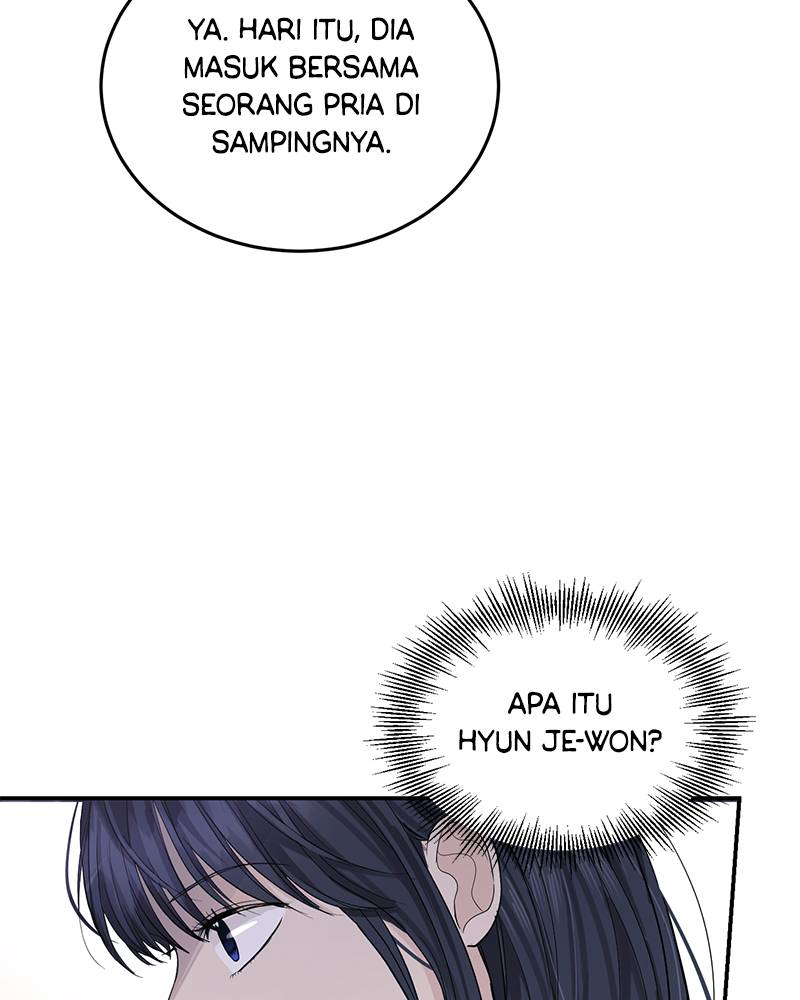 YA. HARI ITU, DIA
MASUK BERSAMA
SEORANG PRIA DI
SAMPINGNYA.
APA ITU
HYUN JE-WON?